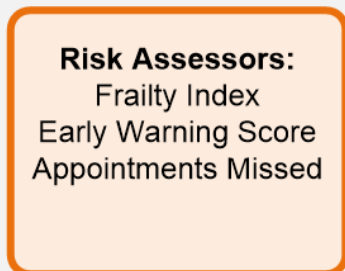 Risk Assessors:
Frailty Index
Early Warning Score
Appointments Missed